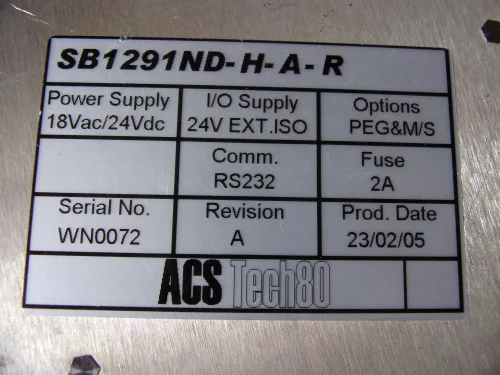 SB1291ND-H-A-R
Power Supply I/O Supply Options
18Vac/24Vdc 24V EXT.ISO PEG&M/S
Comm. Fuse
RS232 2A
Serial No. Revision Prod. Date
WN0072 A 23/02/05
ACS Tech80